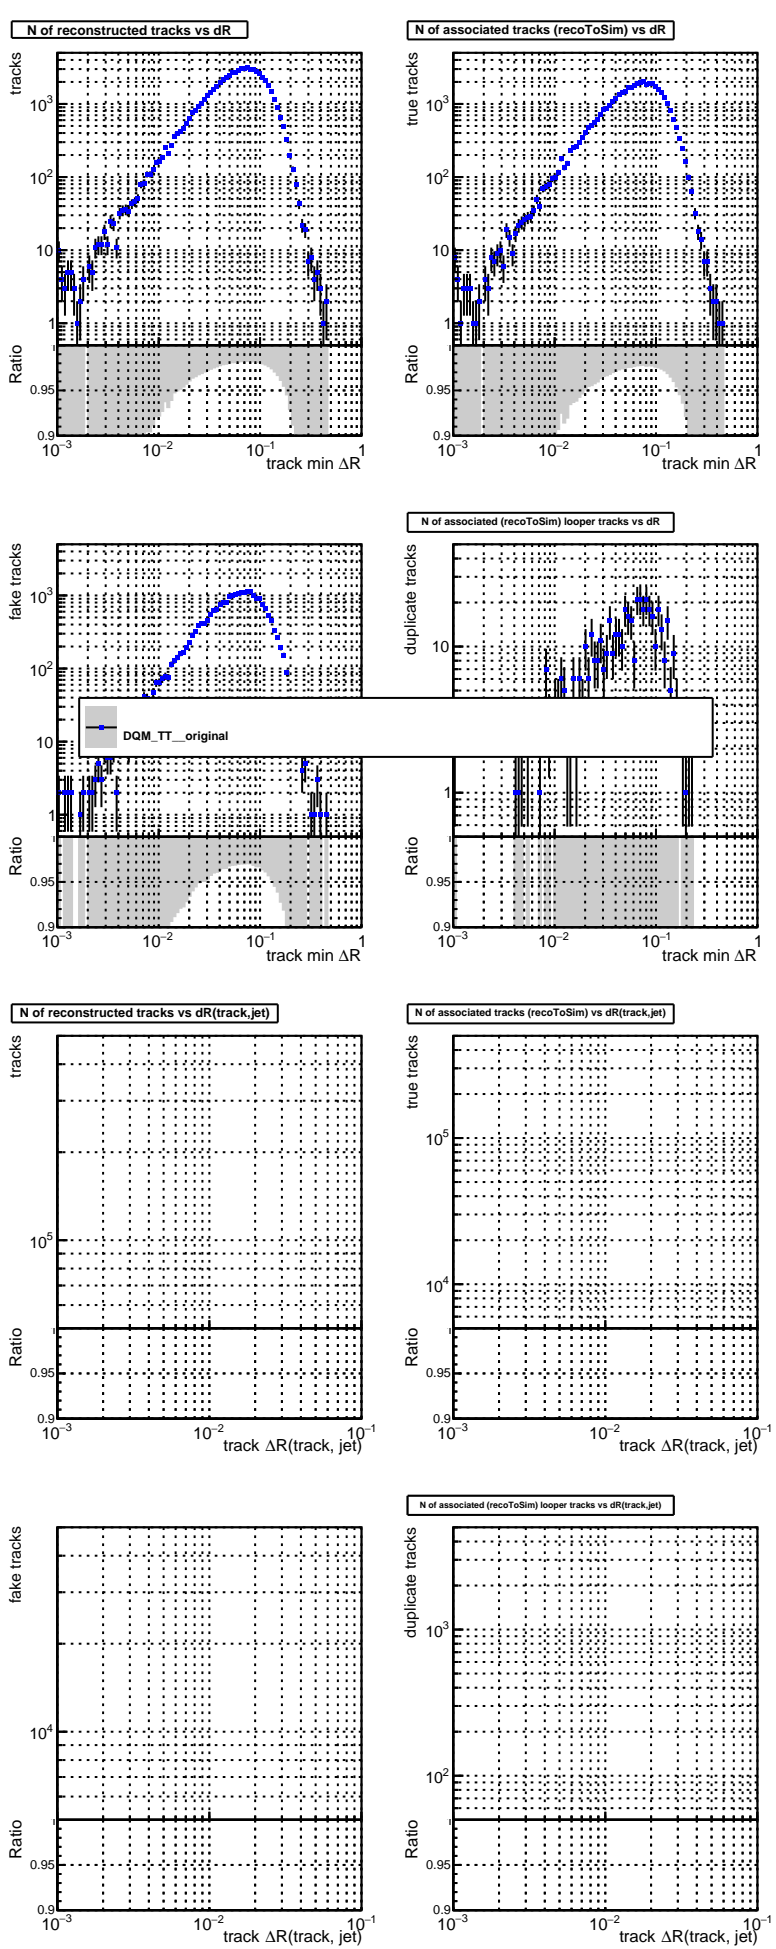 N of reconstructed tracks vs dR
tracks
10³
10²
10
1
Ratio
1
0.95
0.9
10⁻³ 10⁻² 10⁻¹ 1
track min ΔR
N of associated tracks (recoToSim) vs dR
true tracks
10³
10²
10
1
Ratio
1
0.95
0.9
10⁻³ 10⁻² 10⁻¹ 1
track min ΔR
fake tracks
10³
10²
10
1
Ratio
1
0.95
0.9
10⁻³ 10⁻² 10⁻¹ 1
track min ΔR
N of associated (recoToSim) looper tracks vs dR
duplicate tracks
10
1
Ratio
1
0.95
0.9
10⁻³ 10⁻² 10⁻¹ 1
track min ΔR
DQM_TT__original
N of reconstructed tracks vs dR(track,jet)
tracks
10⁵
Ratio
1
0.95
0.9
10⁻³ 10⁻² 10⁻¹
track ΔR(track, jet)
N of associated tracks (recoToSim) vs dR(track,jet)
true tracks
10⁵
10⁴
Ratio
1
0.95
0.9
10⁻³ 10⁻² 10⁻¹
track ΔR(track, jet)
fake tracks
10⁴
Ratio
1
0.95
0.9
10⁻³ 10⁻² 10⁻¹
track ΔR(track, jet)
N of associated (recoToSim) looper tracks vs dR(track,jet)
duplicate tracks
10³
10²
Ratio
1
0.95
0.9
10⁻³ 10⁻² 10⁻¹
track ΔR(track, jet)